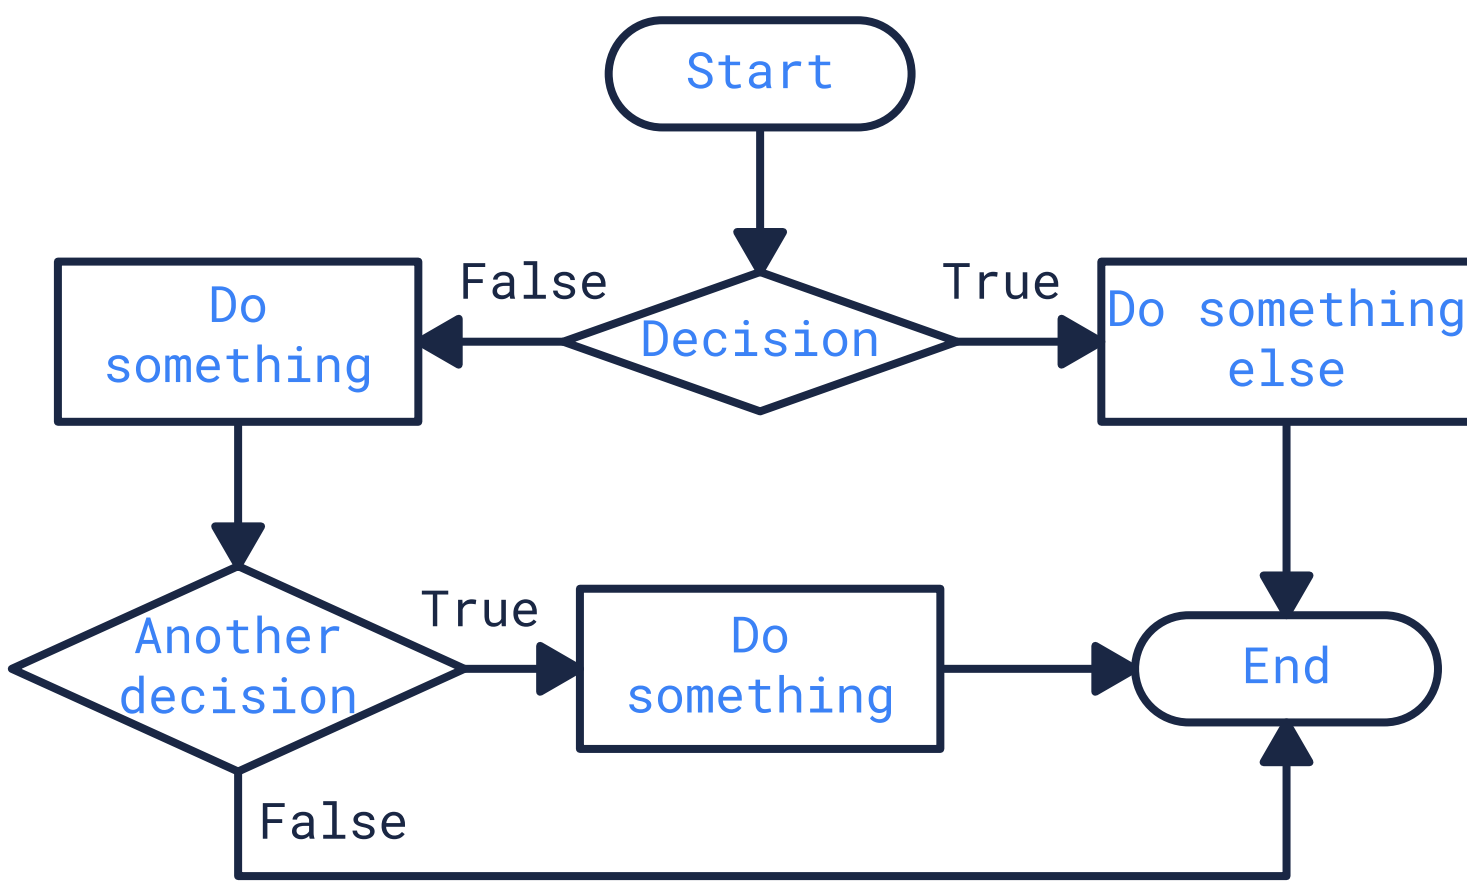 Start
False
True
Do
something
Decision
Do something
else
True
Another
decision
Do
something
End
False